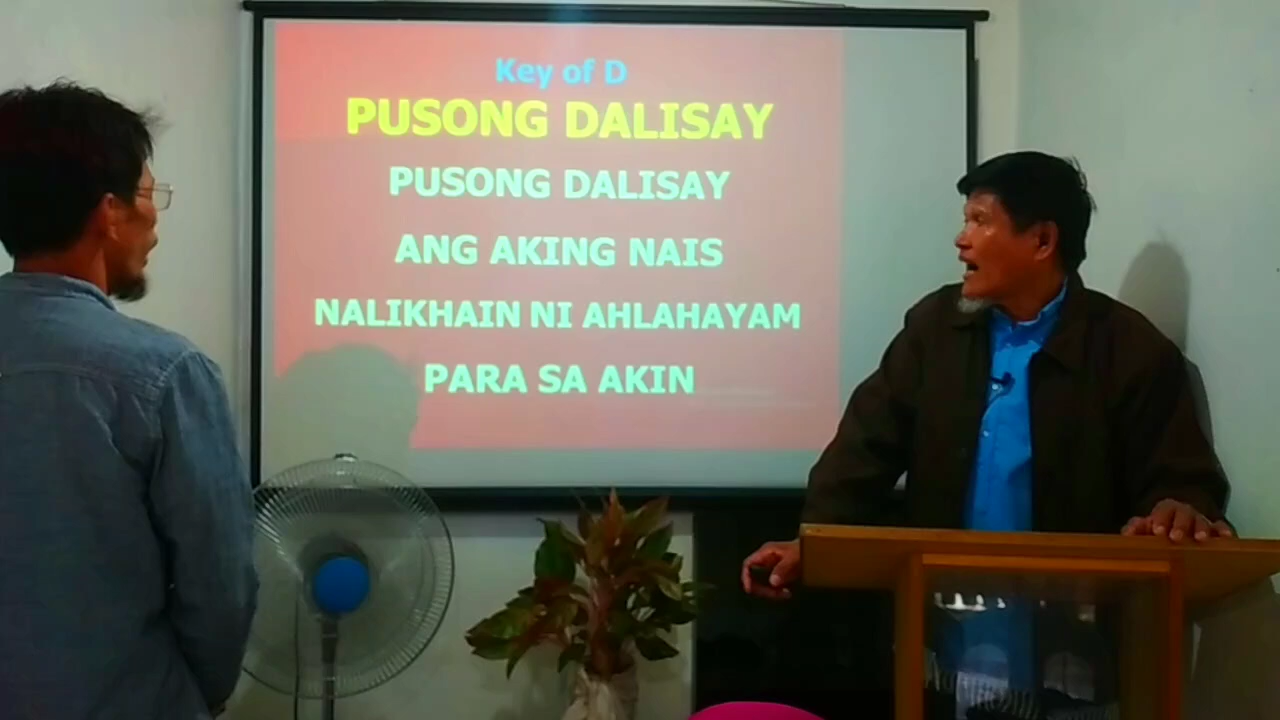 Key of D
PUSONG DALISAY
PUSONG DALISAY
ANG AKING NAIS
NALIKHAIN NI AHLAHAYAM
PARA SA AKIN